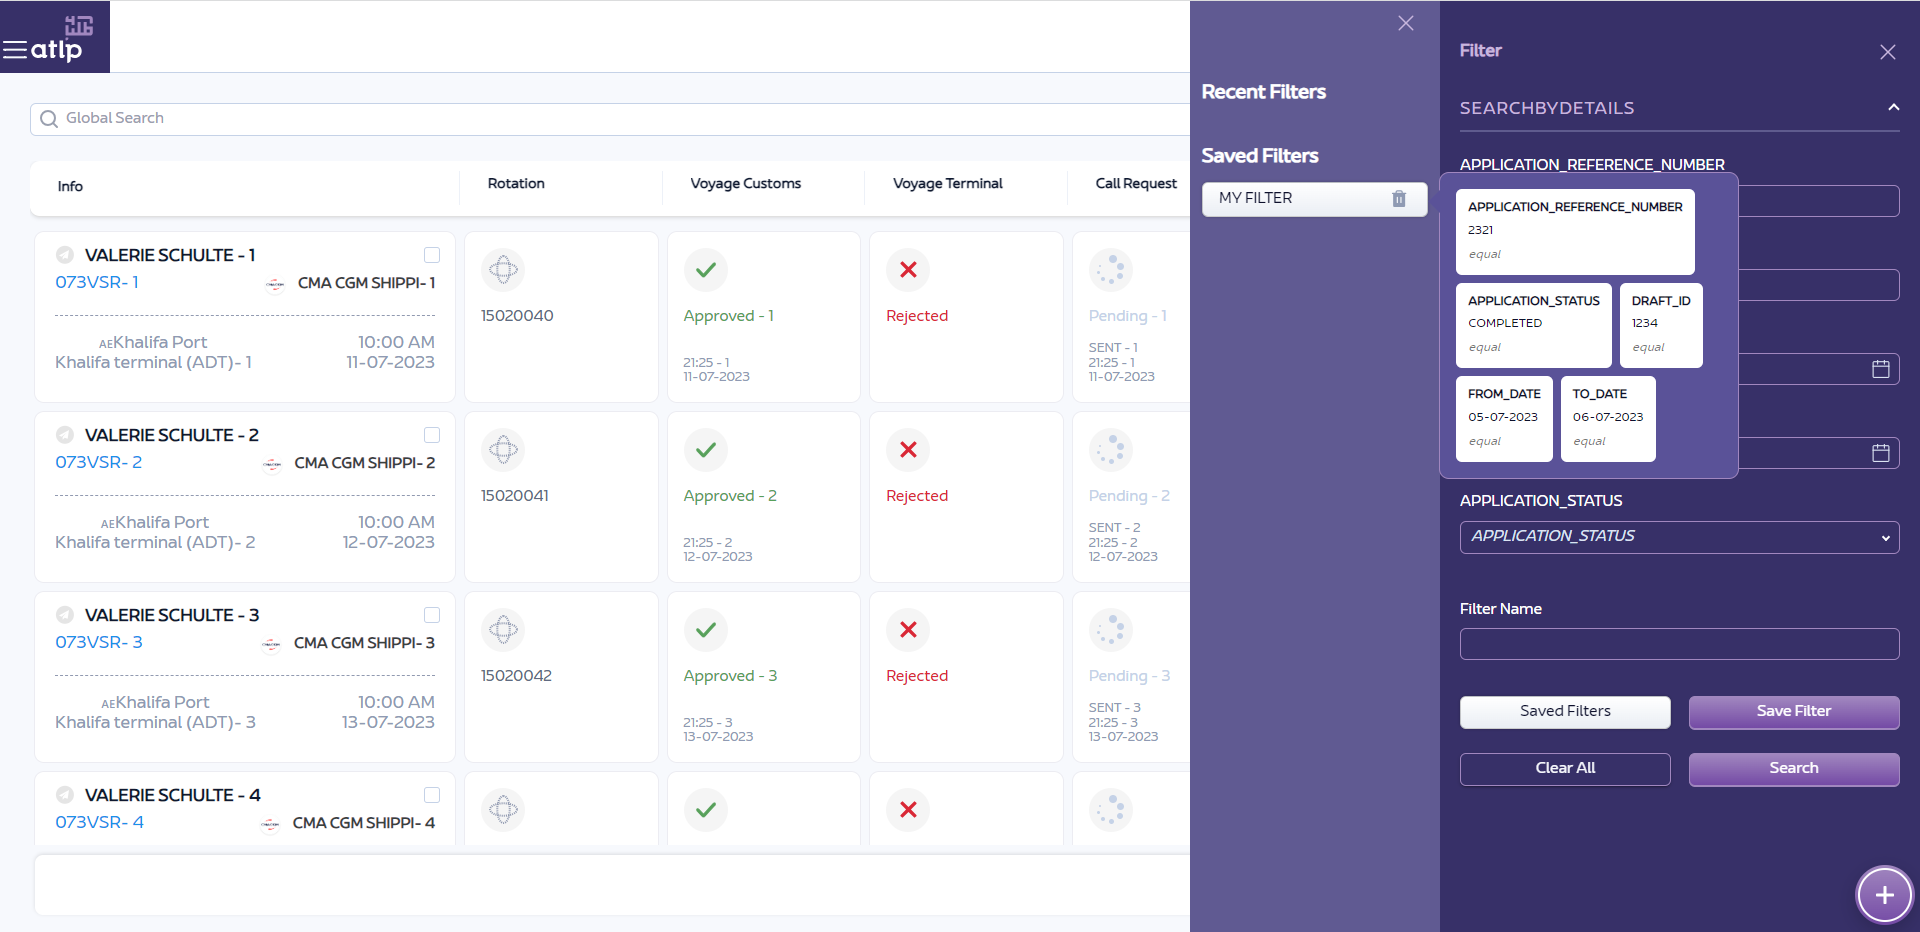 atlp
Global Search
Info
Rotation
Voyage Customs
Voyage Terminal
Call Request
VALERIE SCHULTE - 1
073VSR- 1
CMA CGM SHIPPI- 1
AEKhalifa Port
10:00 AM
Khalifa terminal (ADT)- 1
11-07-2023
15020040
Approved - 1
21:25 - 1
11-07-2023
Rejected
Pending - 1
SENT - 1
21:25 - 1
11-07-2023
VALERIE SCHULTE - 2
073VSR- 2
CMA CGM SHIPPI- 2
AEKhalifa Port
10:00 AM
Khalifa terminal (ADT)- 2
12-07-2023
15020041
Approved - 2
21:25 - 2
12-07-2023
Rejected
Pending - 2
SENT - 2
21:25 - 2
12-07-2023
VALERIE SCHULTE - 3
073VSR- 3
CMA CGM SHIPPI- 3
AEKhalifa Port
10:00 AM
Khalifa terminal (ADT)- 3
13-07-2023
15020042
Approved - 3
21:25 - 3
13-07-2023
Rejected
Pending - 3
SENT - 3
21:25 - 3
13-07-2023
VALERIE SCHULTE - 4
073VSR- 4
CMA CGM SHIPPI- 4
Recent Filters
Saved Filters
MY FILTER
Filter
SEARCHBYDETAILS
APPLICATION_REFERENCE_NUMBER
APPLICATION_REFERENCE_NUMBER
2321
equal
APPLICATION_STATUS
COMPLETED
equal
DRAFT_ID
1234
equal
FROM_DATE
05-07-2023
equal
TO_DATE
06-07-2023
equal
APPLICATION_STATUS
APPLICATION_STATUS
Filter Name
Saved Filters
Save Filter
Clear All
Search